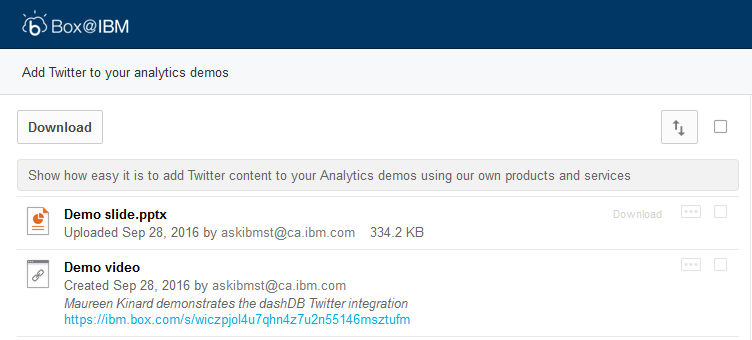 Box@IBM
Add Twitter to your analytics demos
Download
Show how easy it is to add Twitter content to your Analytics demos using our own products and services
Demo slide.pptx
Download
Uploaded Sep 28, 2016 by askibmst@ca.ibm.com 334.2 KB
Demo video
Created Sep 28, 2016 by askibmst@ca.ibm.com
Maureen Kinard demonstrates the dashDB Twitter integration
https://ibm.box.com/s/wiczpjol4u7qhn4z7u2n55146msztufm